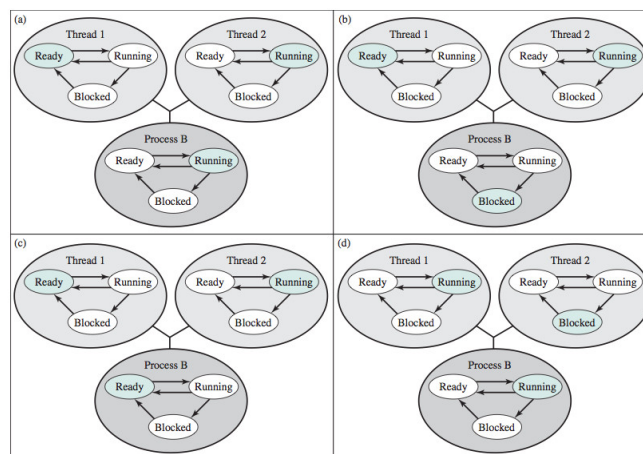 (a)
Thread 1
Ready
Running
Blocked
Thread 2
Ready
Running
Blocked
Process B
Ready
Running
Blocked
(b)
Thread 1
Ready
Running
Blocked
Thread 2
Ready
Running
Blocked
Process B
Ready
Running
Blocked
(c)
Thread 1
Ready
Running
Blocked
Thread 2
Ready
Running
Blocked
Process B
Ready
Running
Blocked
(d)
Thread 1
Ready
Running
Blocked
Thread 2
Ready
Running
Blocked
Process B
Ready
Running
Blocked